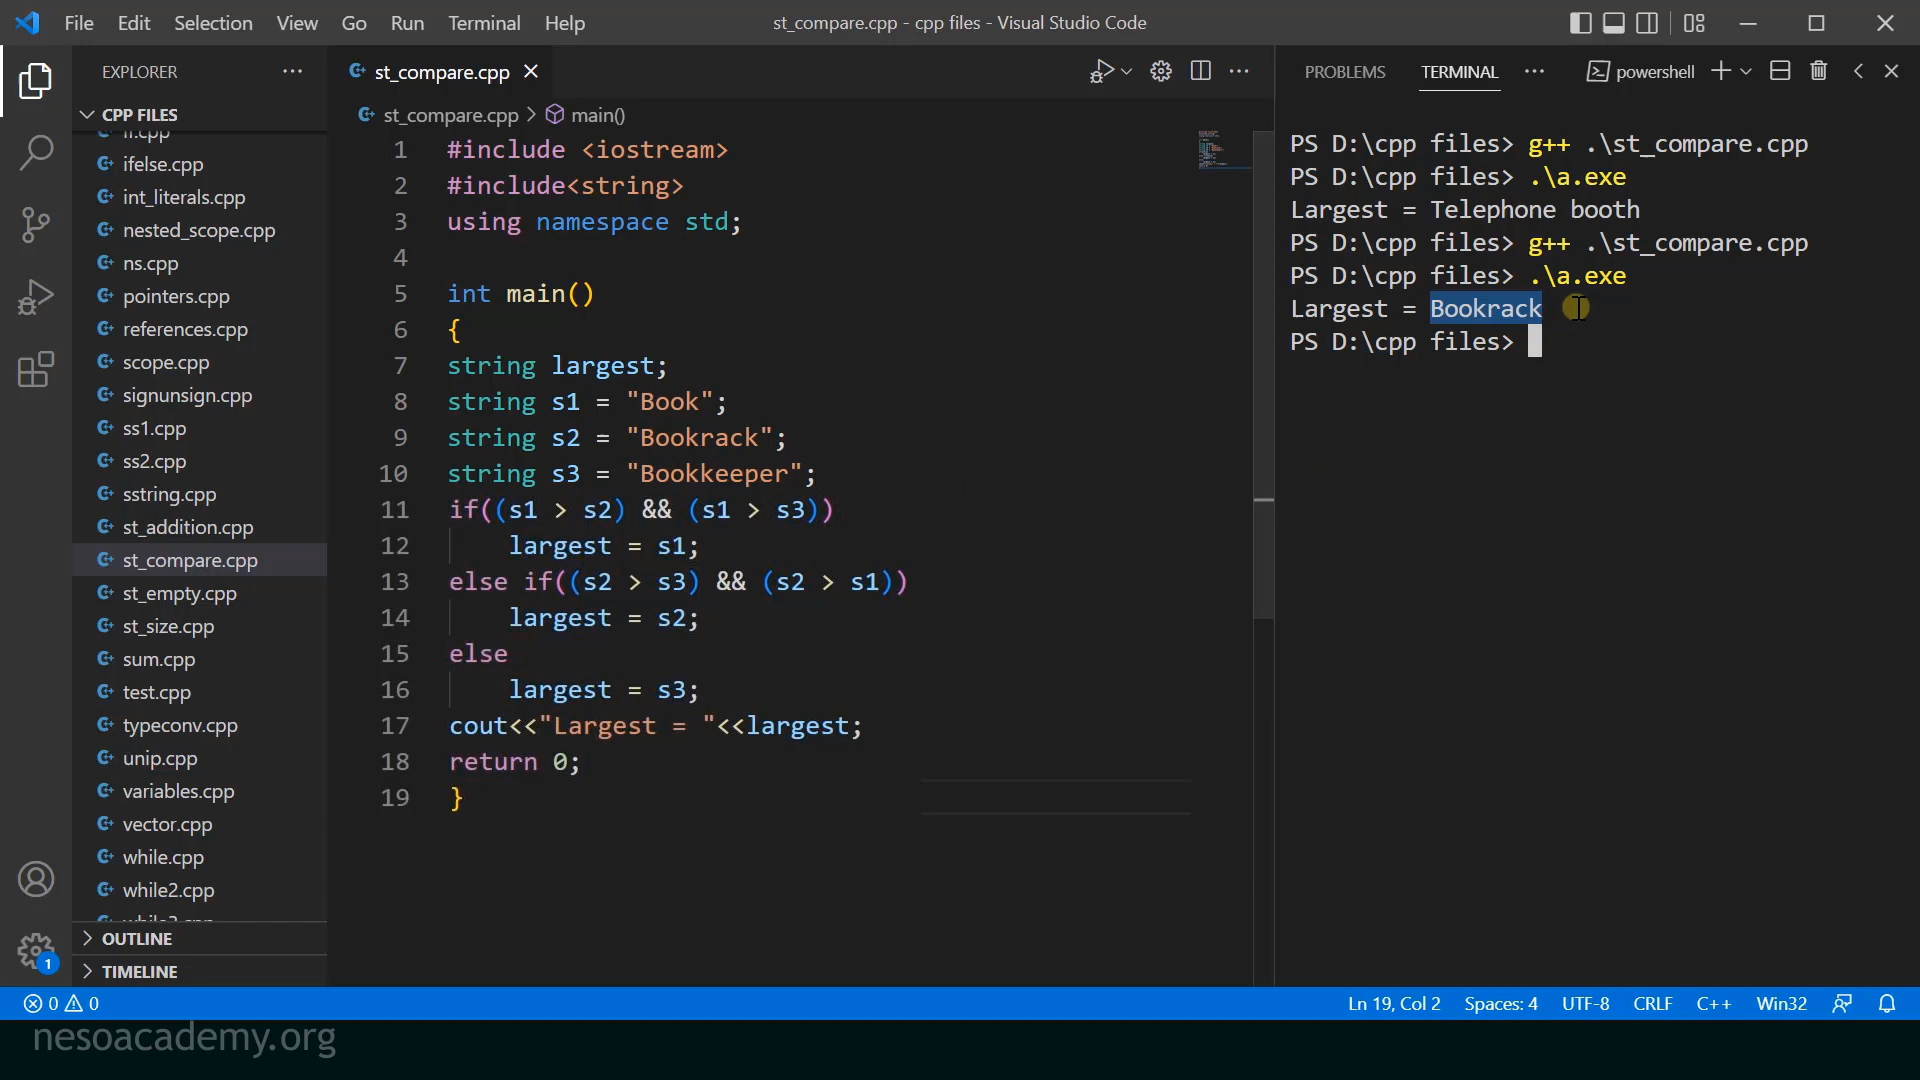 File Edit Selection View Go Run Terminal Help
st_compare.cpp - cpp files - Visual Studio Code
EXPLORER
CPP FILES
if.cpp
ifelse.cpp
int_literals.cpp
nested_scope.cpp
ns.cpp
pointers.cpp
references.cpp
scope.cpp
signunsign.cpp
ss1.cpp
ss2.cpp
sstring.cpp
st_addition.cpp
st_compare.cpp
st_empty.cpp
st_size.cpp
sum.cpp
test.cpp
typeconv.cpp
unip.cpp
variables.cpp
vector.cpp
while.cpp
while2.cpp
while3.cpp
OUTLINE
TIMELINE
1
st_compare.cpp
st_compare.cpp > main()
1 #include <iostream>
2 #include<string>
3 using namespace std;
4
5 int main()
6 {
7 string largest;
8 string s1 = "Book";
9 string s2 = "Bookrack";
10 string s3 = "Bookkeeper";
11 if((s1 > s2) && (s1 > s3))
12 largest = s1;
13 else if((s2 > s3) && (s2 > s1))
14 largest = s2;
15 else
16 largest = s3;
17 cout<<"Largest = "<<largest;
18 return 0;
19 }
PROBLEMS TERMINAL ... powershell
PS D:\cpp files> g++ .\st_compare.cpp
PS D:\cpp files> .\a.exe
Largest = Telephone booth
PS D:\cpp files> g++ .\st_compare.cpp
PS D:\cpp files> .\a.exe
Largest = Bookrack
PS D:\cpp files>
0 0
Ln 19, Col 2 Spaces: 4 UTF-8 CRLF C++ Win32
nesoacademy.org